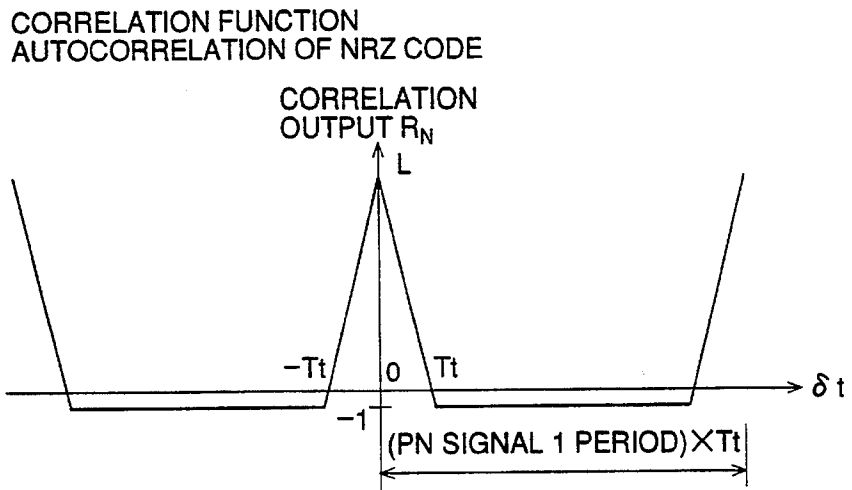 CORRELATION FUNCTION
AUTOCORRELATION OF NRZ CODE
CORRELATION
OUTPUT R_N
L
−Tt 0 Tt
δ t
−1
(PN SIGNAL 1 PERIOD)×Tt